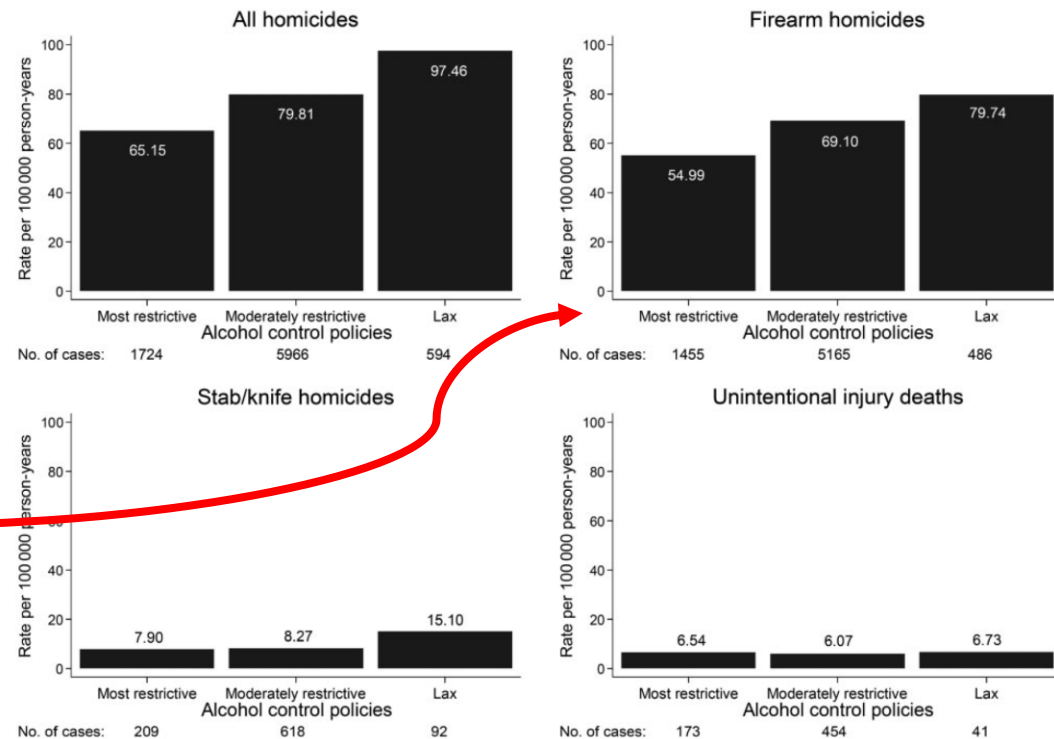 All homicides
Rate per 100 000 person-years
100
80
60
40
20
0
65.15
79.81
97.46
Most restrictive Moderately restrictive Lax
Alcohol control policies
No. of cases: 1724 5966 594
Firearm homicides
Rate per 100 000 person-years
100
80
60
40
20
0
54.99
69.10
79.74
Most restrictive Moderately restrictive Lax
Alcohol control policies
No. of cases: 1455 5165 486
Stab/knife homicides
Rate per 100 000 person-years
100
80
60
40
20
0
7.90
8.27
15.10
Most restrictive Moderately restrictive Lax
Alcohol control policies
No. of cases: 209 618 92
Unintentional injury deaths
Rate per 100 000 person-years
100
80
60
40
20
0
6.54
6.07
6.73
Most restrictive Moderately restrictive Lax
Alcohol control policies
No. of cases: 173 454 41